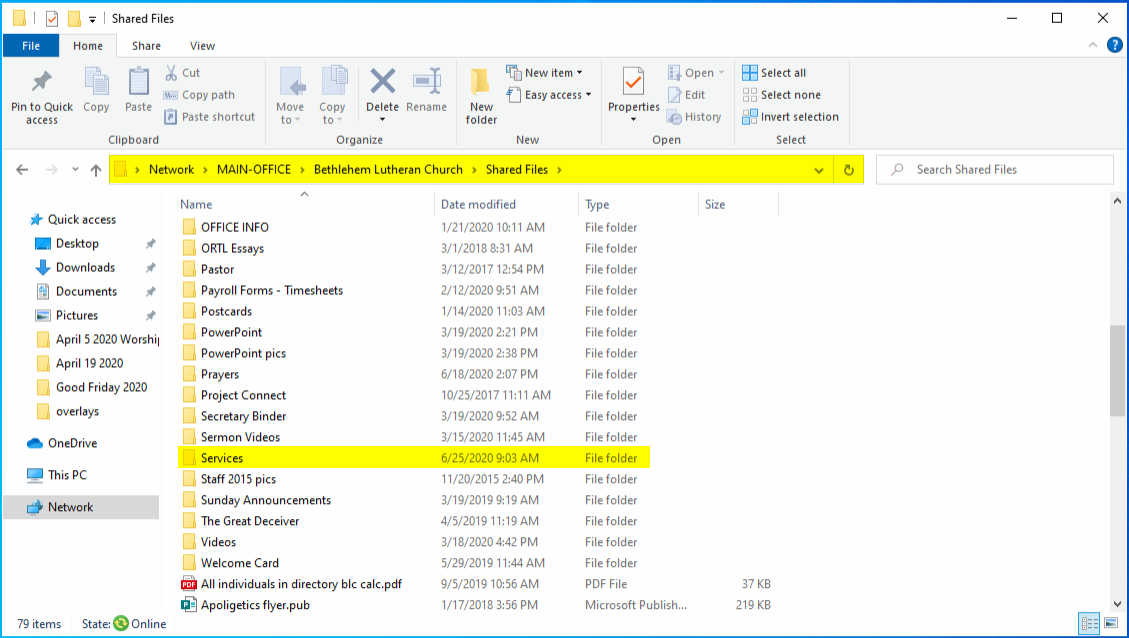 Shared Files
File Home Share View
Pin to Quick access
Copy
Paste
Cut
Copy path
Paste shortcut
Clipboard
Move to
Copy to
Delete
Rename
Organize
New folder
New item
Easy access
New
Properties
Open
Edit
History
Open
Select all
Select none
Invert selection
Select
Network > MAIN-OFFICE > Bethlehem Lutheran Church > Shared Files >
Search Shared Files
Quick access
Desktop
Downloads
Documents
Pictures
April 5 2020 Worship
April 19 2020
Good Friday 2020
overlays
OneDrive
This PC
Network
Name Date modified Type Size
OFFICE INFO 1/21/2020 10:11 AM File folder
ORTL Essays 3/1/2018 8:31 AM File folder
Pastor 3/12/2017 12:54 PM File folder
Payroll Forms - Timesheets 2/12/2020 9:51 AM File folder
Postcards 1/14/2020 11:03 AM File folder
PowerPoint 3/19/2020 2:21 PM File folder
PowerPoint pics 3/19/2020 2:38 PM File folder
Prayers 6/18/2020 2:07 PM File folder
Project Connect 10/25/2017 11:11 AM File folder
Secretary Binder 3/19/2020 9:52 AM File folder
Sermon Videos 3/15/2020 11:45 AM File folder
Services 6/25/2020 9:03 AM File folder
Staff 2015 pics 11/20/2015 2:40 PM File folder
Sunday Announcements 3/19/2019 9:19 AM File folder
The Great Deceiver 4/5/2019 11:19 AM File folder
Videos 3/18/2020 4:42 PM File folder
Welcome Card 5/29/2019 11:44 AM File folder
PDF All individuals in directory blc calc.pdf 9/5/2019 10:56 AM PDF File 37 KB
Apoligetics flyer.pub 1/17/2018 3:56 PM Microsoft Publish... 219 KB
79 items State: Online